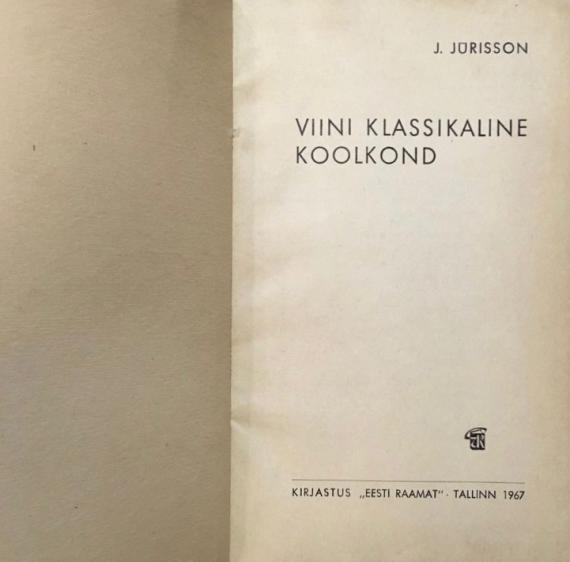 J. JÜRISSON
VIINI KLASSIKALINE
KOOLKOND
KIRJASTUS „EESTI RAAMAT“ · TALLINN 1967